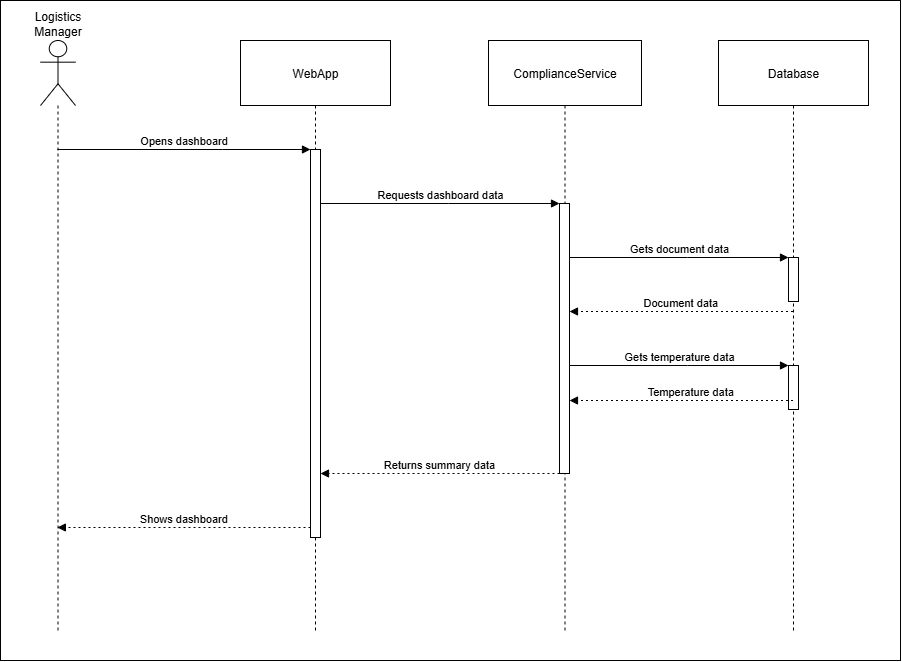 Logistics
Manager
WebApp
ComplianceService
Database
Opens dashboard
Requests dashboard data
Gets document data
Document data
Gets temperature data
Temperature data
Returns summary data
Shows dashboard